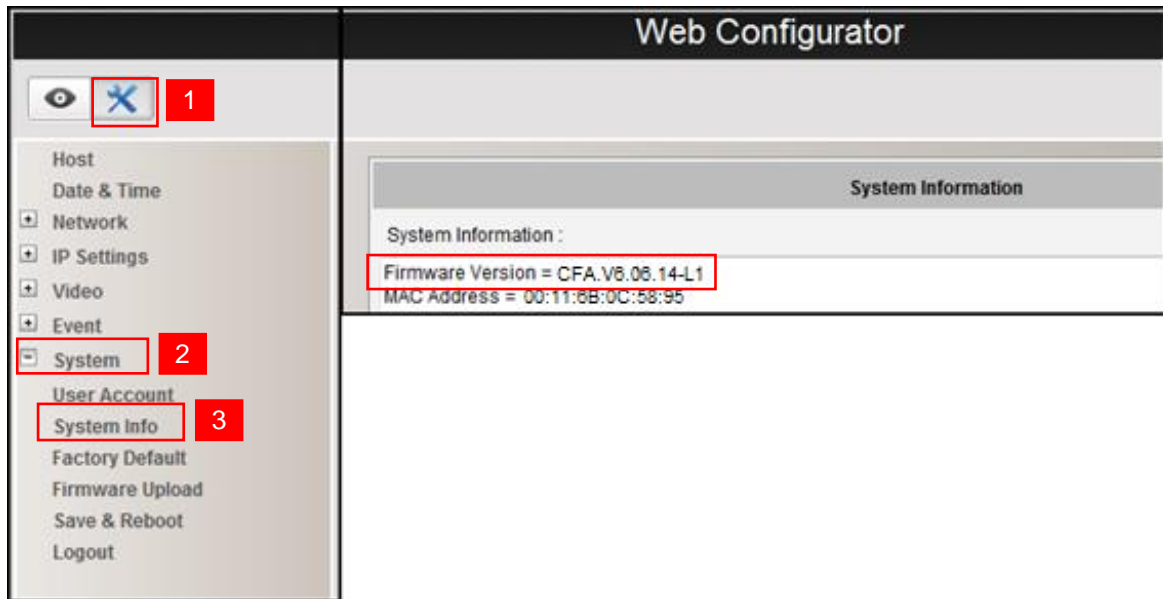 Web Configurator
1
Host
Date & Time
Network
IP Settings
Video
Event
System
2
User Account
System Info
3
Factory Default
Firmware Upload
Save & Reboot
Logout
System Information
System Information :
Firmware Version = CFA.V6.06.14-L1
MAC Address = 00:11:6B:0C:58:95